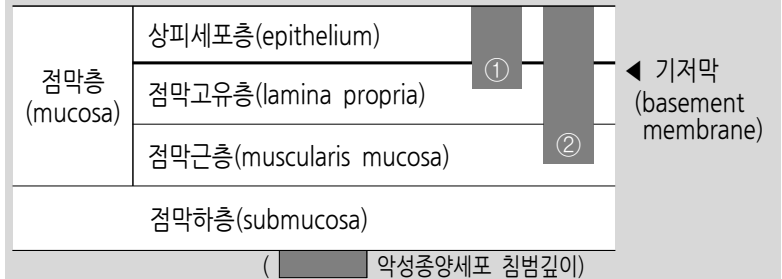 상피세포층(epithelium)
①
점막층
(mucosa)
점막고유층(lamina propria)
◀ 기저막
(basement
membrane)
점막근층(muscularis mucosa)
②
점막하층(submucosa)
( 악성종양세포 침범깊이)